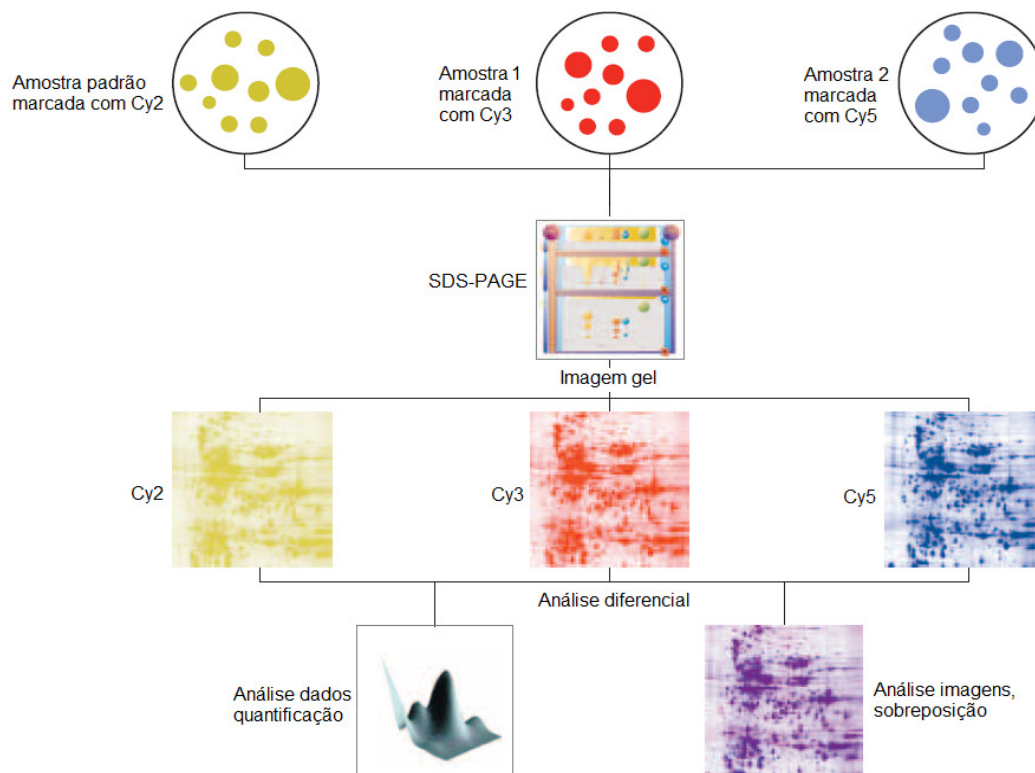 Amostra padrão
marcada com Cy2
Amostra 1
marcada
com Cy3
Amostra 2
marcada
com Cy5
SDS-PAGE
Imagem gel
Cy2
Cy3
Cy5
Análise diferencial
Análise dados
quantificação
Análise imagens,
sobreposição